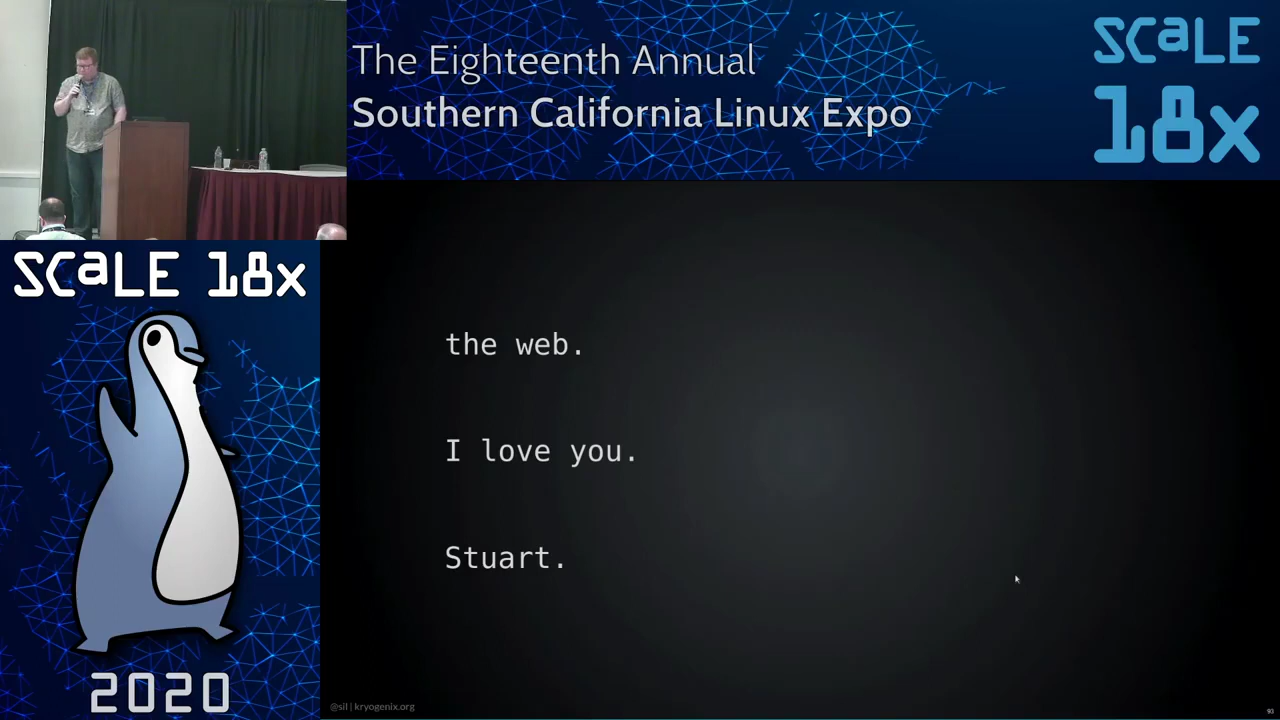 The Eighteenth Annual
Southern California Linux Expo
SCaLE
18x
SCaLE 18x
the web.
I love you.
Stuart.
2020
@sil | kryogenix.org
93